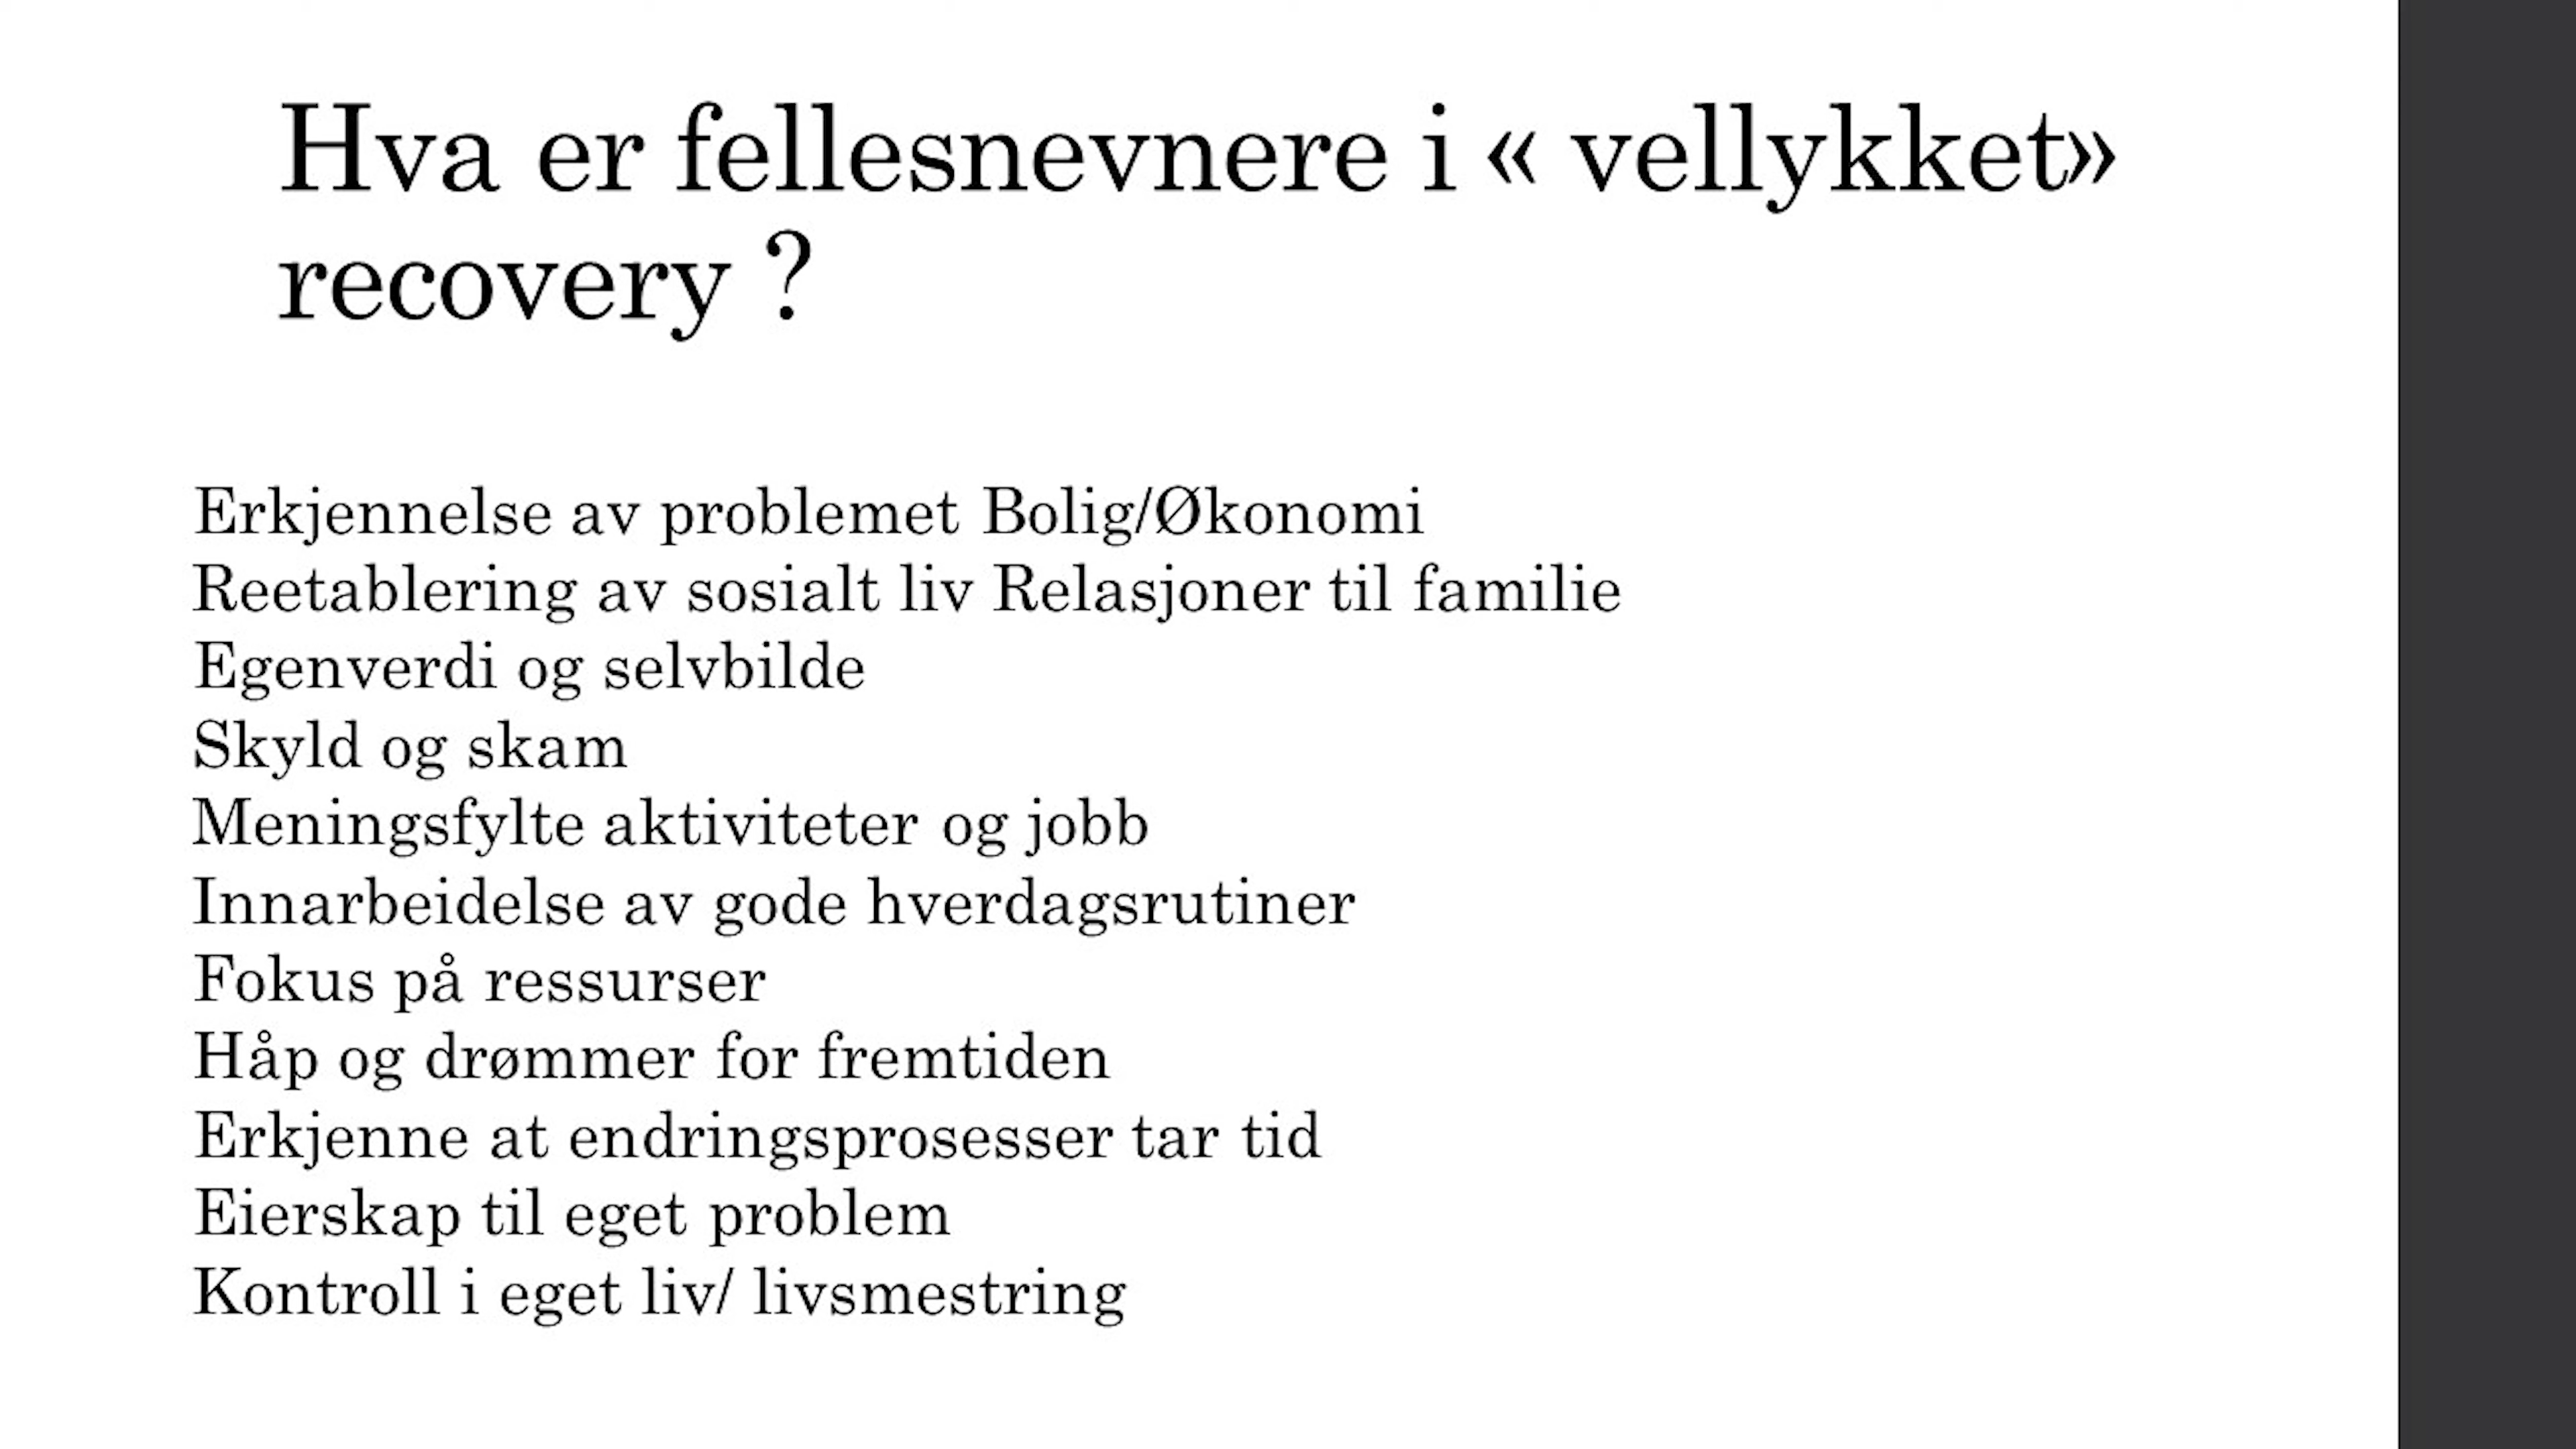 Hva er fellesnevnere i « vellykket»
recovery ?
Erkjennelse av problemet Bolig/Økonomi
Reetablering av sosialt liv Relasjoner til familie
Egenverdi og selvbilde
Skyld og skam
Meningsfylte aktiviteter og jobb
Innarbeidelse av gode hverdagsrutiner
Fokus på ressurser
Håp og drømmer for fremtiden
Erkjenne at endringsprosesser tar tid
Eierskap til eget problem
Kontroll i eget liv/ livsmestring